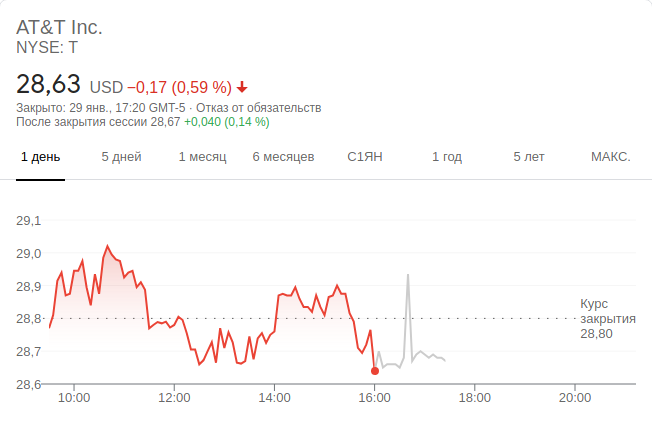 AT&T Inc.
NYSE: T
28,63 USD −0,17 (0,59 %)
Закрыто: 29 янв., 17:20 GMT-5 · Отказ от обязательств
После закрытия сессии 28,67 +0,040 (0,14 %)
1 день 5 дней 1 месяц 6 месяцев С1ЯН 1 год 5 лет МАКС.
29,1
29,0
28,9
28,8
28,7
28,6
Курс
закрытия
28,80
10:00 12:00 14:00 16:00 18:00 20:00